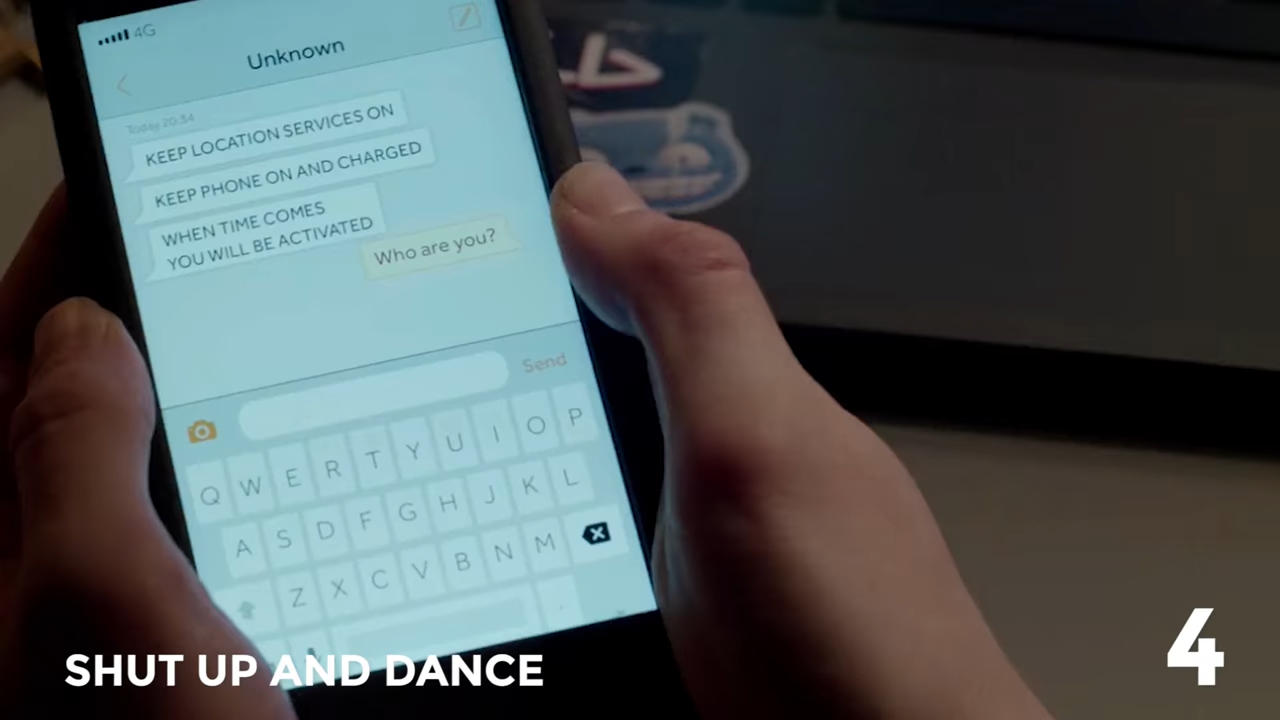 4G
Unknown
Today 20:34
KEEP LOCATION SERVICES ON
KEEP PHONE ON AND CHARGED
WHEN TIME COMES
YOU WILL BE ACTIVATED
Who are you?
Send
Q W E R T Y U I O P
A S D F G H J K L
Z X C V B N M
.
SHUT UP AND DANCE
4